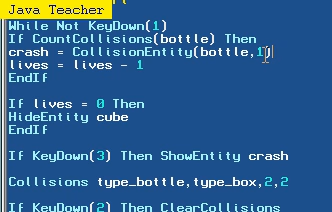 Java Teacher
While Not KeyDown(1)
If CountCollisions(bottle) Then
crash = CollisionEntity(bottle,1)
lives = lives - 1
EndIf
If lives = 0 Then
HideEntity cube
EndIf
If KeyDown(3) Then ShowEntity crash
Collisions type_bottle,type_box,2,2
If KeyDown(2) Then ClearCollisions